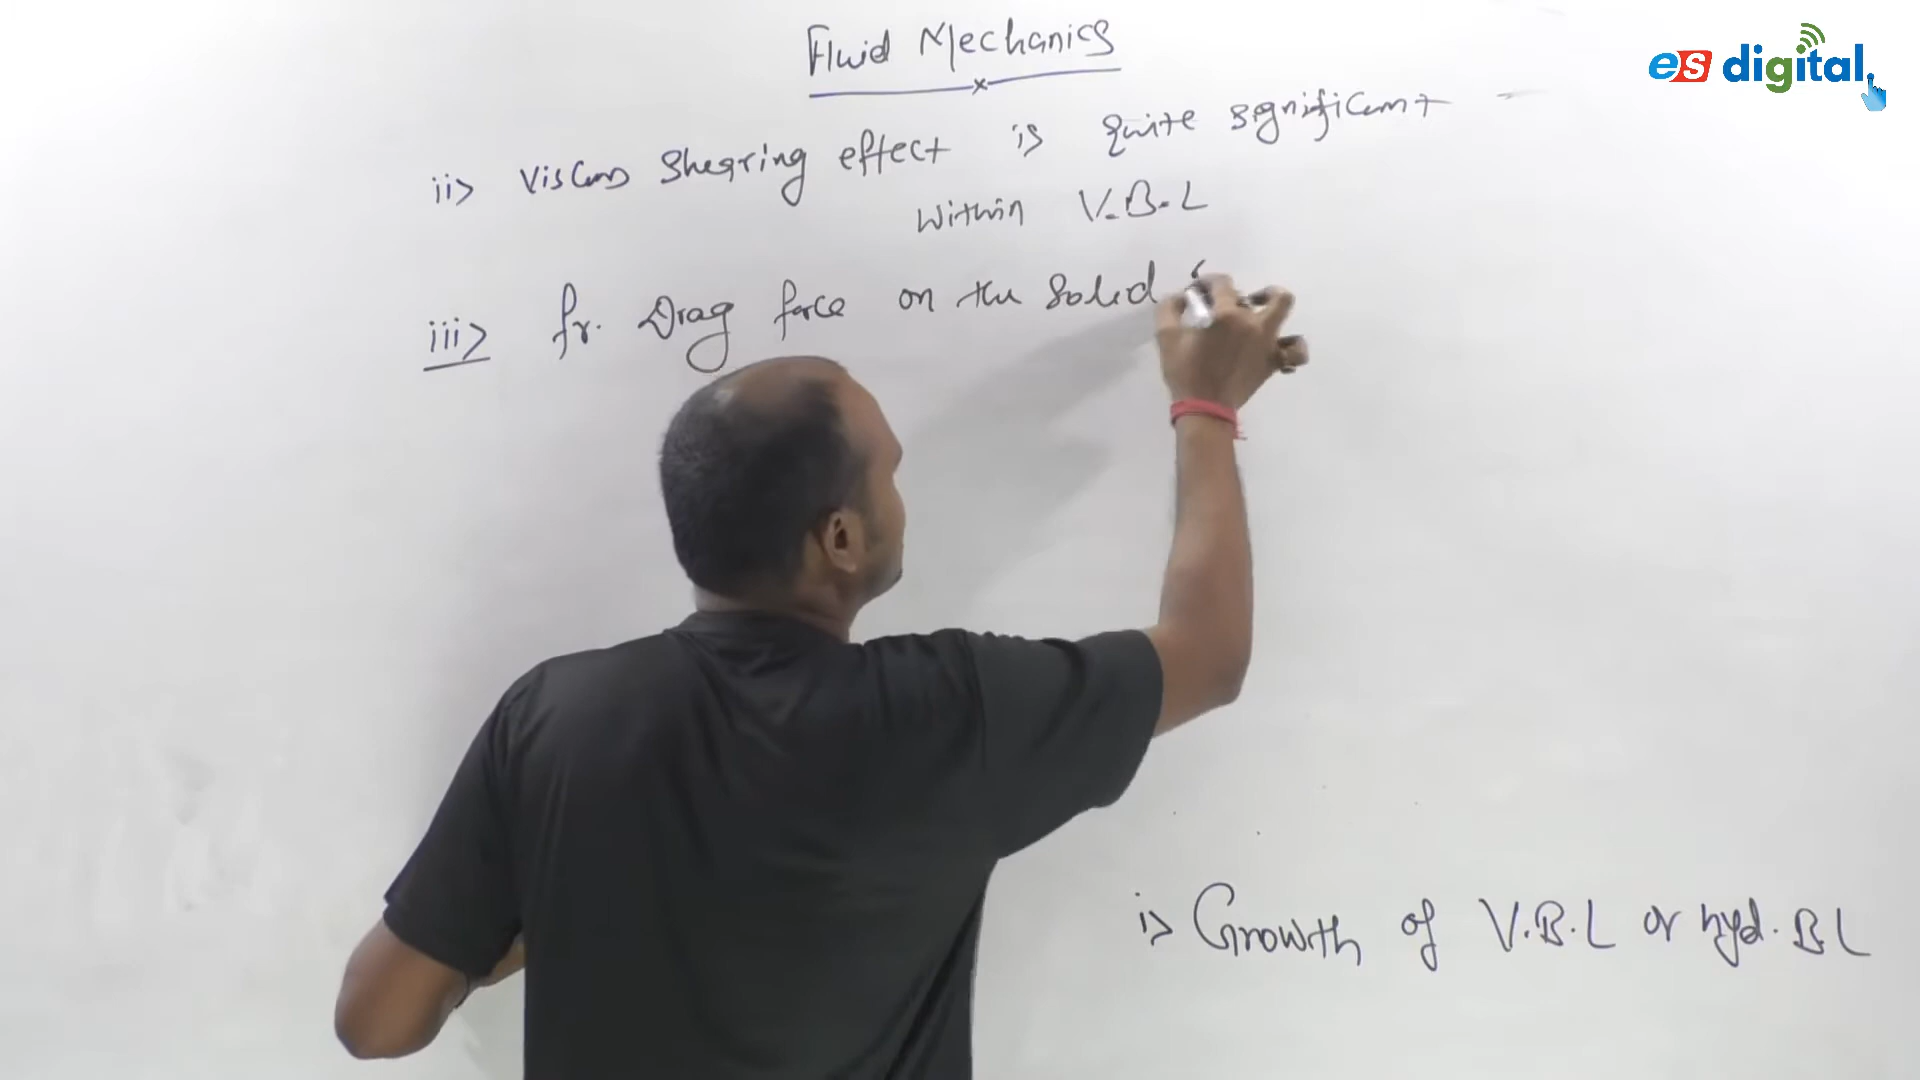 Fluid Mechanics
es digital
ii> Viscous Shearing effect is quite significant
within V.B.L
iii> fr. Drag force on the Solid
i> Growth of V.B.L or hyd. B.L